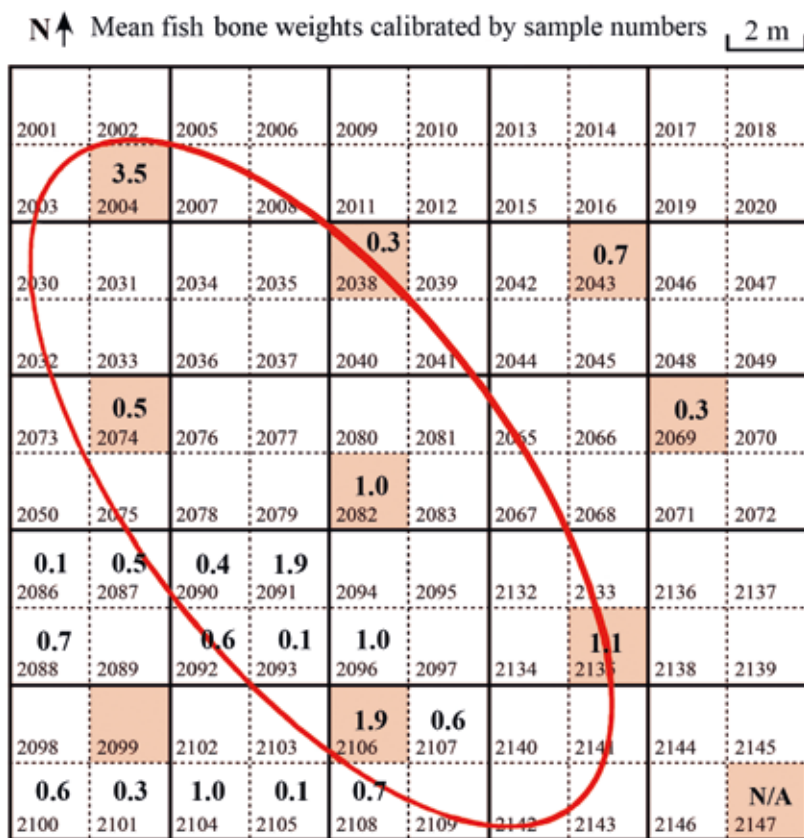 N Mean fish bone weights calibrated by sample numbers 2 m
2001 2002 2005 2006 2009 2010 2013 2014 2017 2018
3.5
2003 2004 2007 2008 2011 2012 2015 2016 2019 2020
0.3 0.7
2030 2031 2034 2035 2038 2039 2042 2043 2046 2047
2032 2033 2036 2037 2040 2041 2044 2045 2048 2049
0.5 0.3
2073 2074 2076 2077 2080 2081 2065 2066 2069 2070
1.0
2050 2075 2078 2079 2082 2083 2067 2068 2071 2072
0.1 0.5 0.4 1.9
2086 2087 2090 2091 2094 2095 2132 2133 2136 2137
0.7 0.6 0.1 1.0 1.1
2088 2089 2092 2093 2096 2097 2134 2135 2138 2139
1.9 0.6
2098 2099 2102 2103 2106 2107 2140 2141 2144 2145
0.6 0.3 1.0 0.1 0.7 N/A
2100 2101 2104 2105 2108 2109 2142 2143 2146 2147